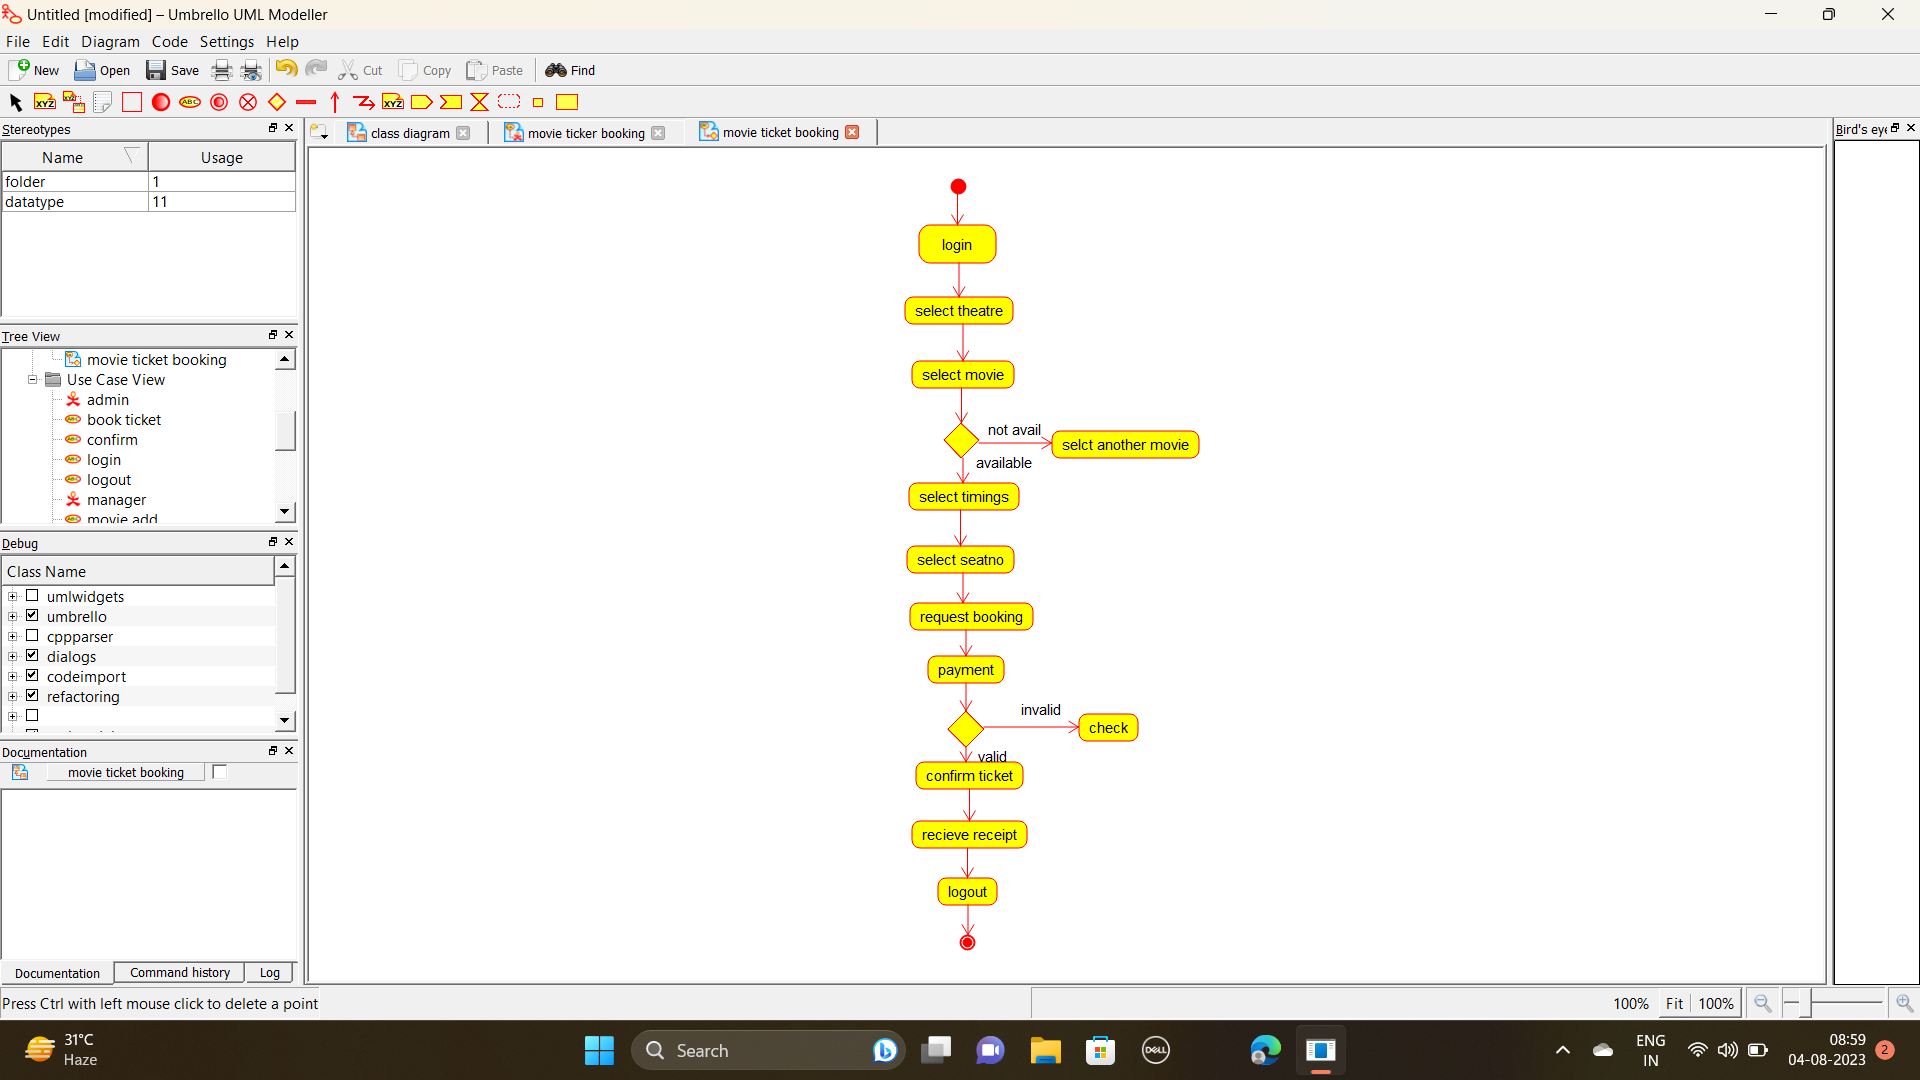 Untitled [modified] – Umbrello UML Modeller
File Edit Diagram Code Settings Help
New Open Save Cut Copy Paste Find
XYZ XYZ ABC XYZ
Stereotypes
Name Usage
folder 1
datatype 11
Tree View
movie ticket booking
Use Case View
admin
book ticket
confirm
login
logout
manager
movie add
Debug
Class Name
umlwidgets
umbrello
cppparser
dialogs
codeimport
refactoring
Documentation
movie ticket booking
Documentation Command history Log
Press Ctrl with left mouse click to delete a point
class diagram movie ticker booking movie ticket booking
login
select theatre
select movie
not avail
selct another movie
available
select timings
select seatno
request booking
payment
invalid
check
valid
confirm ticket
recieve receipt
logout
Bird's eye
100% Fit 100%
31°C
Haze
Search
DELL
ENG
IN
08:59
04-08-2023
2